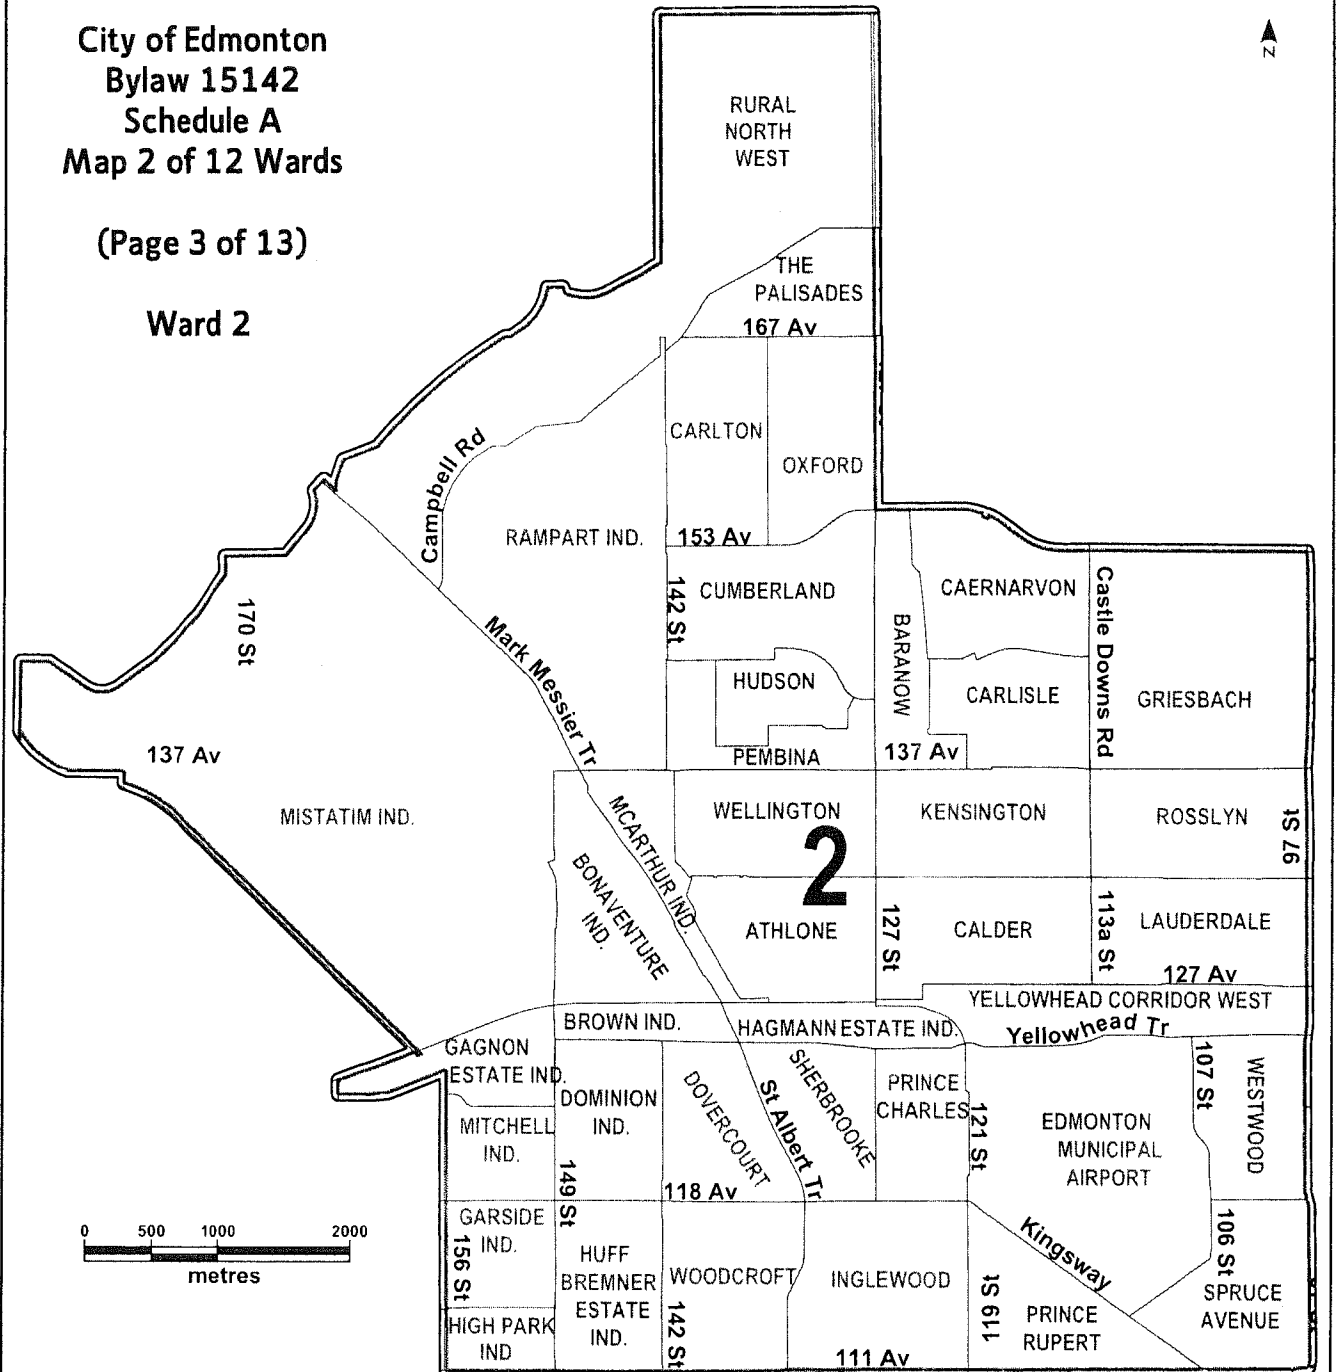 City of Edmonton
Bylaw 15142
Schedule A
Map 2 of 12 Wards
(Page 3 of 13)
Ward 2
N
RURAL
NORTH
WEST
THE
PALISADES
167 Av
CARLTON
OXFORD
Campbell Rd
RAMPART IND.
153 Av
142 St
CUMBERLAND
BARANOW
CAERNARVON
Castle Downs Rd
170 St
Mark Messier Tr
HUDSON
CARLISLE
GRIESBACH
137 Av
PEMBINA
137 Av
MISTATIM IND.
MCARTHUR IND.
WELLINGTON
KENSINGTON
ROSSLYN
97 St
2
BONAVENTURE
IND.
ATHLONE
127 St
CALDER
113a St
LAUDERDALE
127 Av
YELLOWHEAD CORRIDOR WEST
BROWN IND.
HAGMANN ESTATE IND.
Yellowhead Tr
GAGNON
ESTATE IND.
MITCHELL
IND.
DOMINION
IND.
DOVERCOURT
St Albert Tr
SHERBROOKE
PRINCE
CHARLES
121 St
EDMONTON
MUNICIPAL
AIRPORT
107 St
WESTWOOD
149 St
118 Av
GARSIDE
IND.
156 St
HUFF
BREMNER
ESTATE
IND.
WOODCROFT
INGLEWOOD
119 St
Kingsway
106 St
SPRUCE
AVENUE
PRINCE
RUPERT
HIGH PARK
IND
142 St
111 Av
0 500 1000 2000
metres